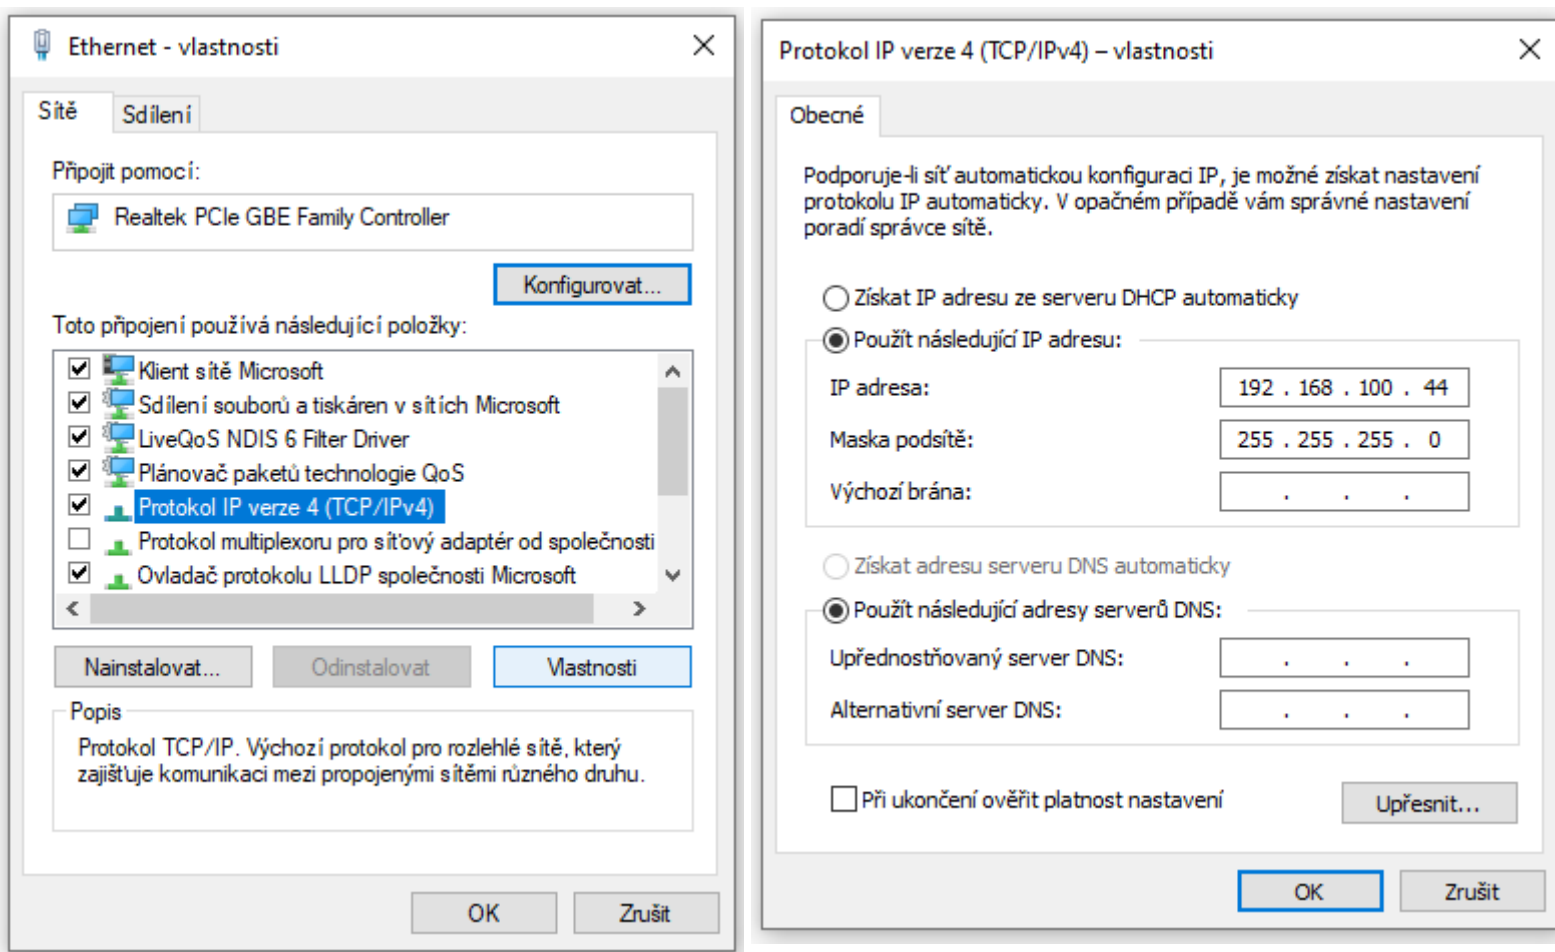 Ethernet - vlastnosti
Sítě
Sdílení
Připojit pomocí:
Realtek PCIe GBE Family Controller
Konfigurovat...
Toto připojení používá následující položky:
Klient sítě Microsoft
Sdílení souborů a tiskáren v sítích Microsoft
LiveQoS NDIS 6 Filter Driver
Plánovač paketů technologie QoS
Protokol IP verze 4 (TCP/IPv4)
Protokol multiplexoru pro síťový adaptér od společnosti
Ovladač protokolu LLDP společnosti Microsoft
Nainstalovat...
Odinstalovat
Vlastnosti
Popis
Protokol TCP/IP. Výchozí protokol pro rozlehlé sítě, který
zajišťuje komunikaci mezi propojenými sítěmi různého druhu.
OK
Zrušit
Protokol IP verze 4 (TCP/IPv4) – vlastnosti
Obecné
Podporuje-li síť automatickou konfiguraci IP, je možné získat nastavení
protokolu IP automaticky. V opačném případě vám správné nastavení
poradí správce sítě.
Získat IP adresu ze serveru DHCP automaticky
Použít následující IP adresu:
IP adresa: 192 . 168 . 100 . 44
Maska podsítě: 255 . 255 . 255 . 0
Výchozí brána: . . .
Získat adresu serveru DNS automaticky
Použít následující adresy serverů DNS:
Upřednostňovaný server DNS: . . .
Alternativní server DNS: . . .
Při ukončení ověřit platnost nastavení
Upřesnit...
OK
Zrušit